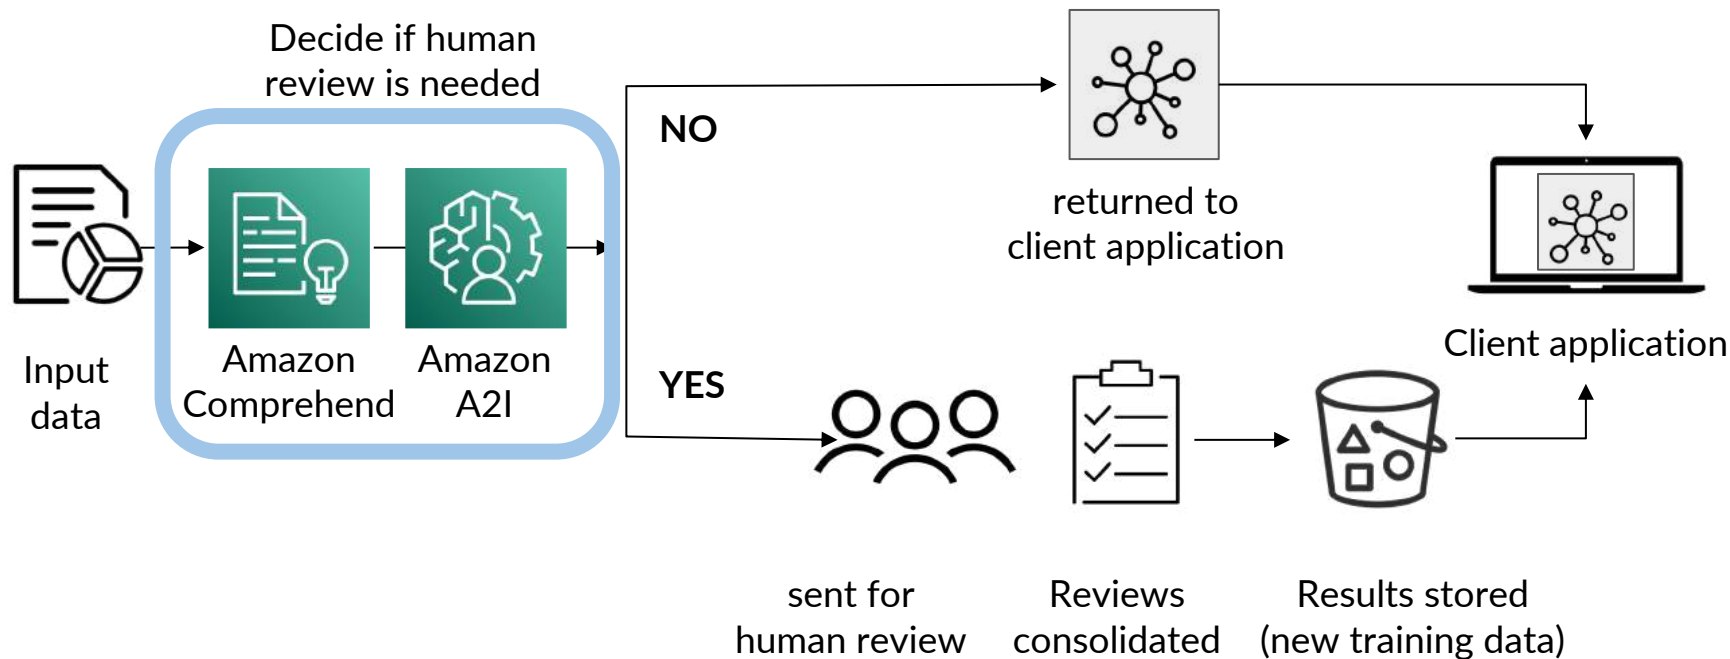 Decide if human
review is needed
NO
returned to
client application
Input
data
Amazon
Comprehend
Amazon
A2I
YES
Client application
sent for
human review
Reviews
consolidated
Results stored
(new training data)